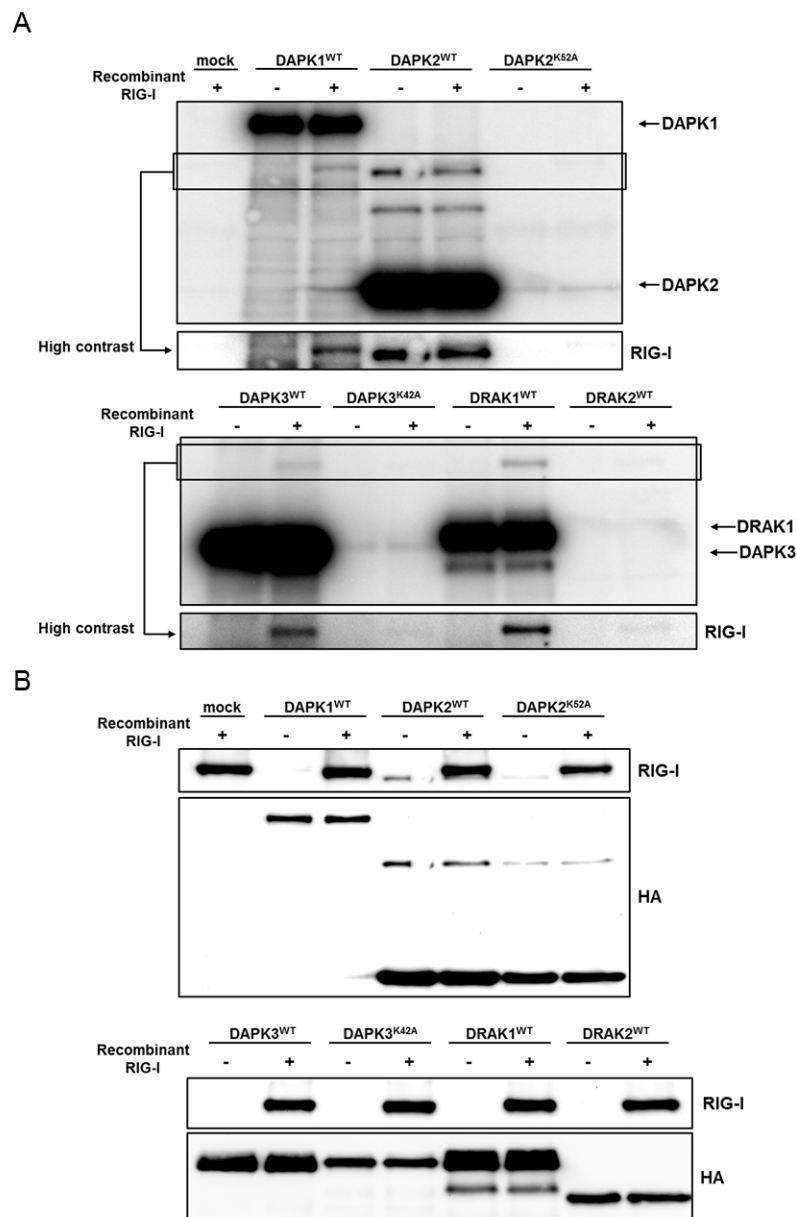 A
mock DAPK1WT DAPK2WT DAPK2K52A
Recombinant RIG-I + - + - + - +
DAPK1
DAPK2
High contrast RIG-I
DAPK3WT DAPK3K42A DRAK1WT DRAK2WT
Recombinant RIG-I - + - + - + - +
DRAK1
DAPK3
High contrast RIG-I
B
mock DAPK1WT DAPK2WT DAPK2K52A
Recombinant RIG-I + - + - + - +
RIG-I
HA
DAPK3WT DAPK3K42A DRAK1WT DRAK2WT
Recombinant RIG-I - + - + - + - +
RIG-I
HA